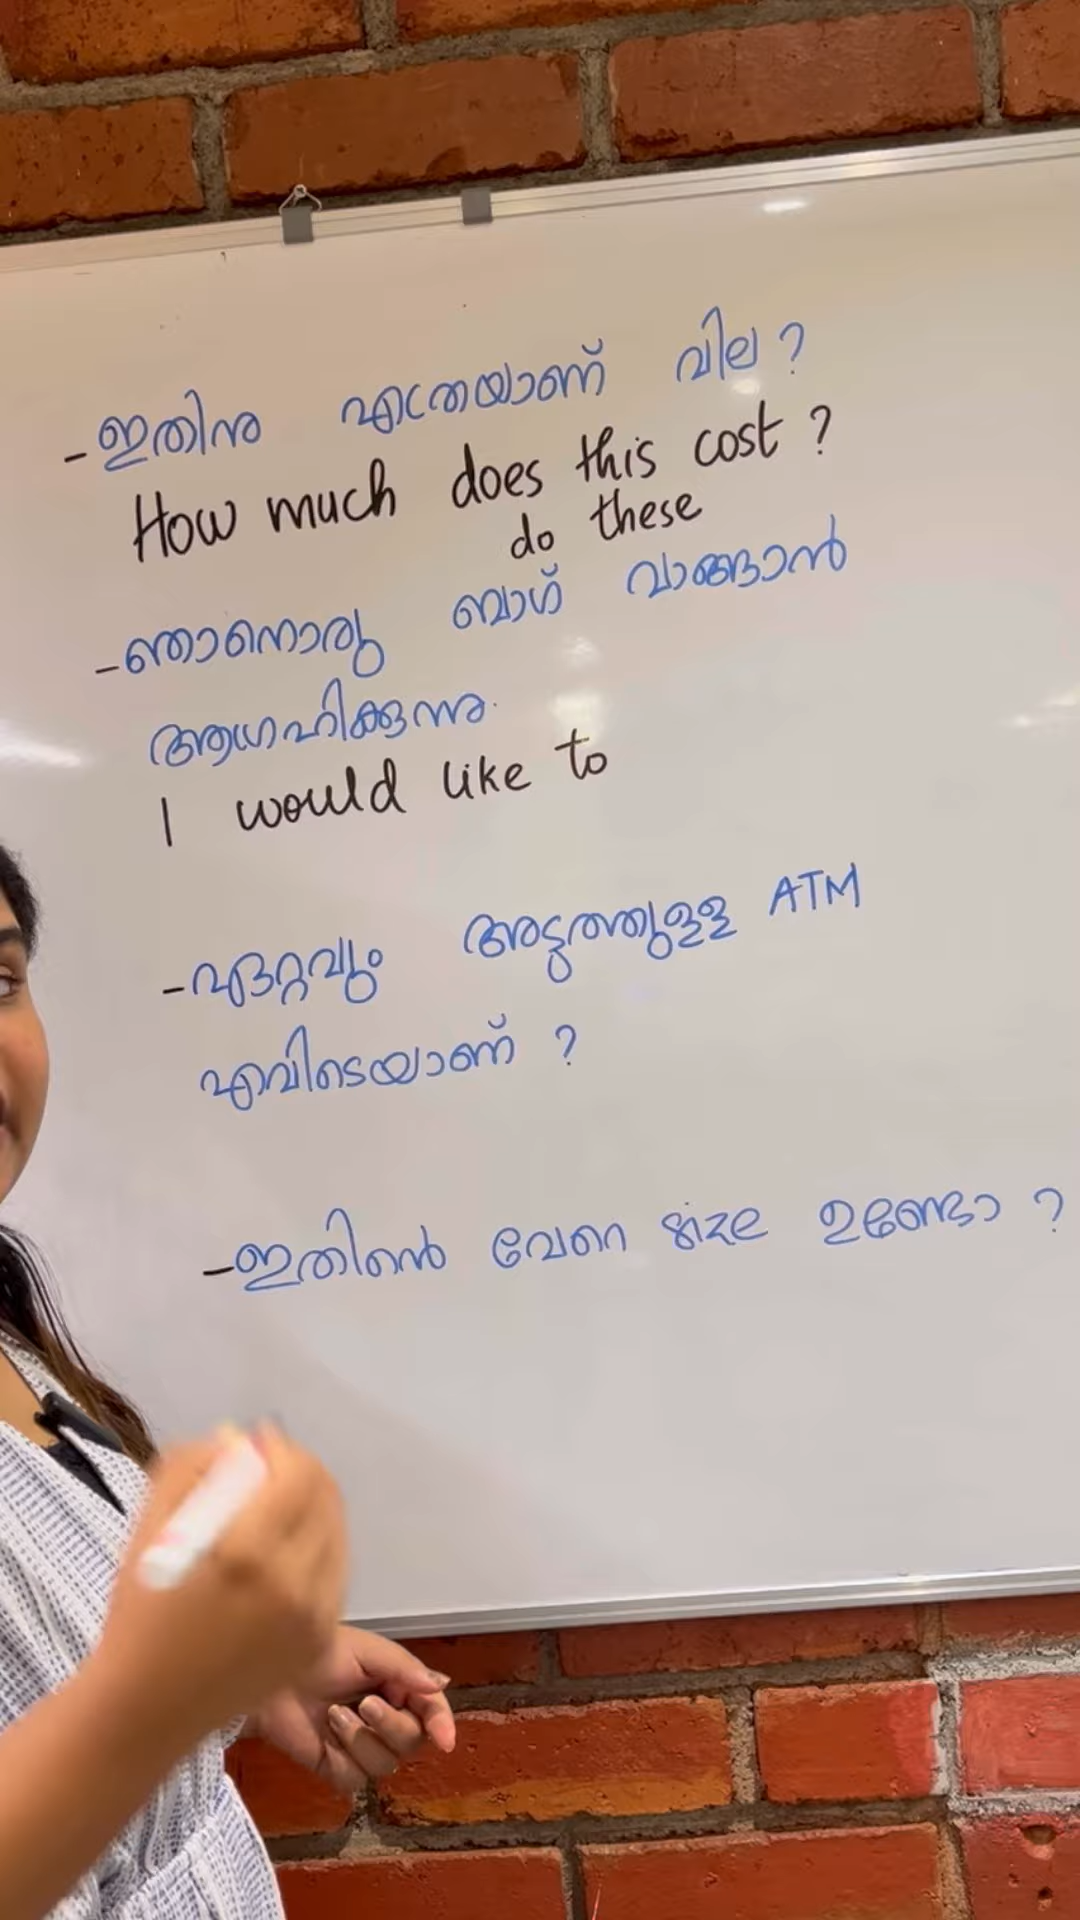 - ഇതിനു എത്രയാണ് വില ?
How much does this cost ?
do these
- ഞാനൊരു ബാഗ് വാങ്ങാൻ
ആഗ്രഹിക്കുന്നു.
I would like to
- ഏറ്റവും അടുത്തുള്ള ATM
എവിടെയാണ് ?
- ഇതിൻെ വേറെ size ഉണ്ടോ ?